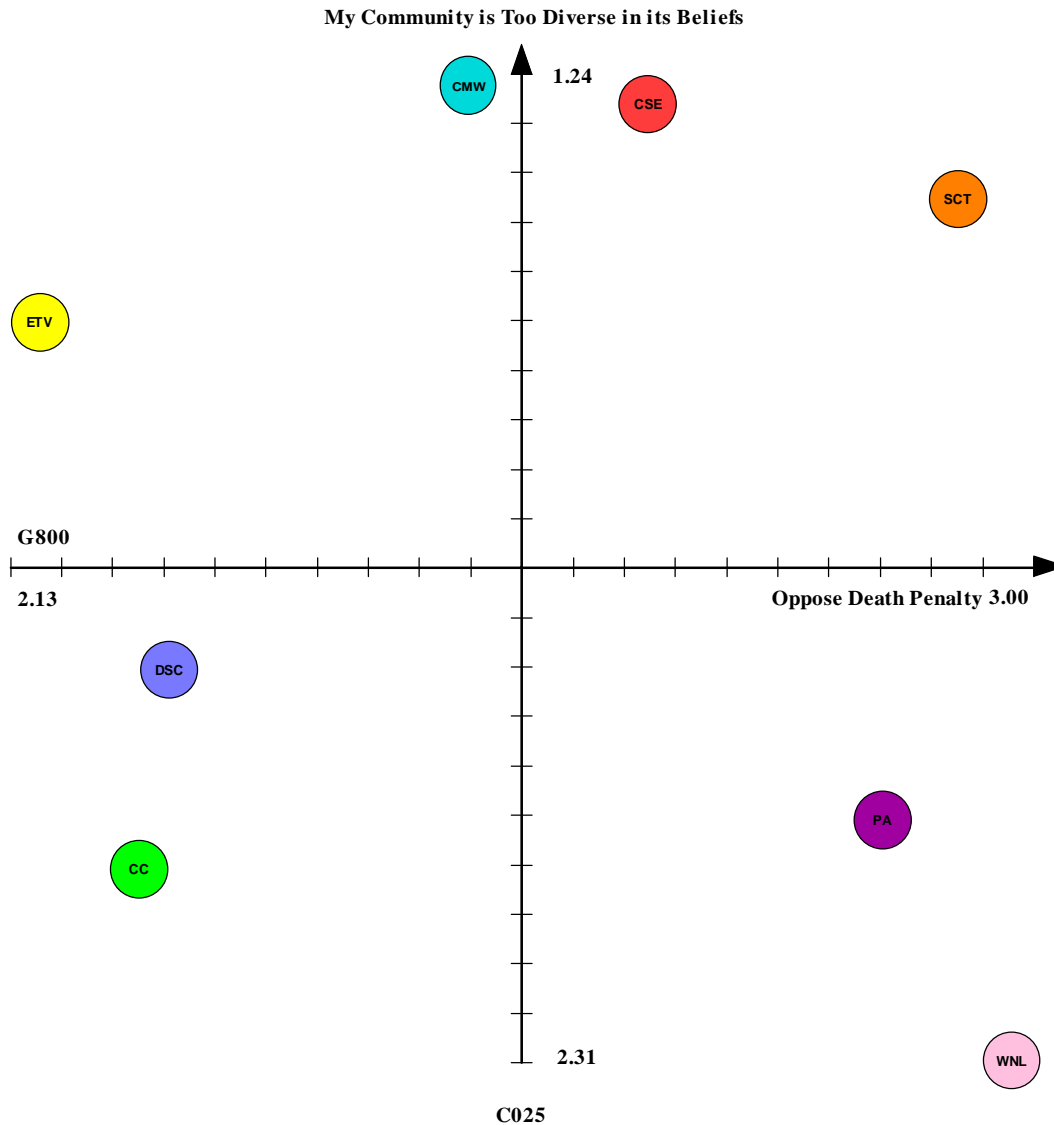 My Community is Too Diverse in its Beliefs
1.24
CMW
CSE
SCT
ETV
G800
2.13
Oppose Death Penalty 3.00
DSC
PA
CC
2.31
WNL
C025